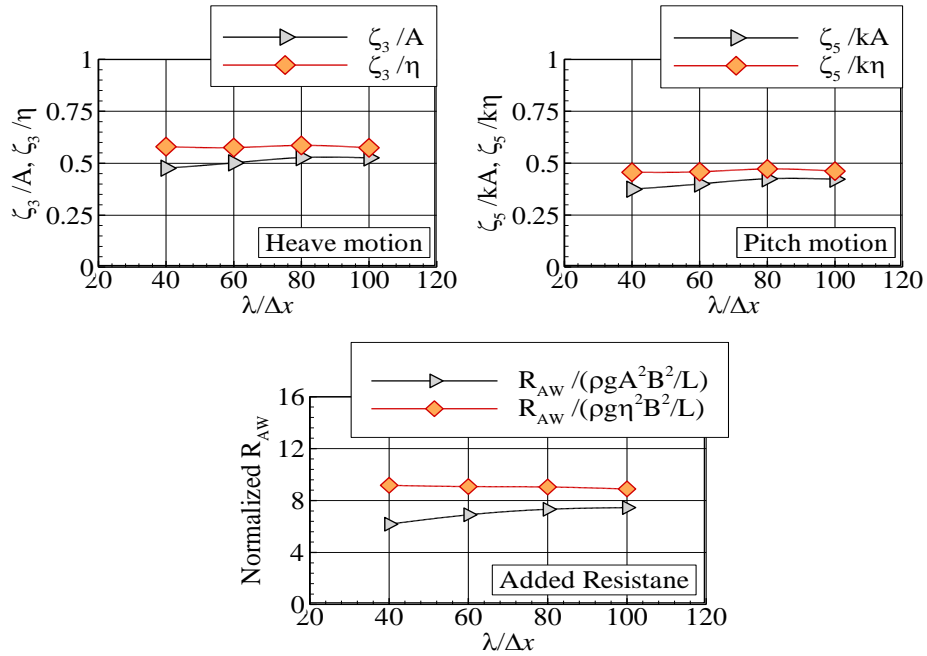 ζ₃/A
ζ₃/η
ζ₃/A, ζ₃/η
1
0.75
0.5
0.25
0
Heave motion
20 40 60 80 100 120
λ/Δx
ζ₅/kA
ζ₅/kη
ζ₅/kA, ζ₅/kη
1
0.75
0.5
0.25
0
Pitch motion
20 40 60 80 100 120
λ/Δx
R_AW/(ρgA²B²/L)
R_AW/(ρgη²B²/L)
Normalized R_AW
16
12
8
4
0
Added Resistane
20 40 60 80 100 120
λ/Δx